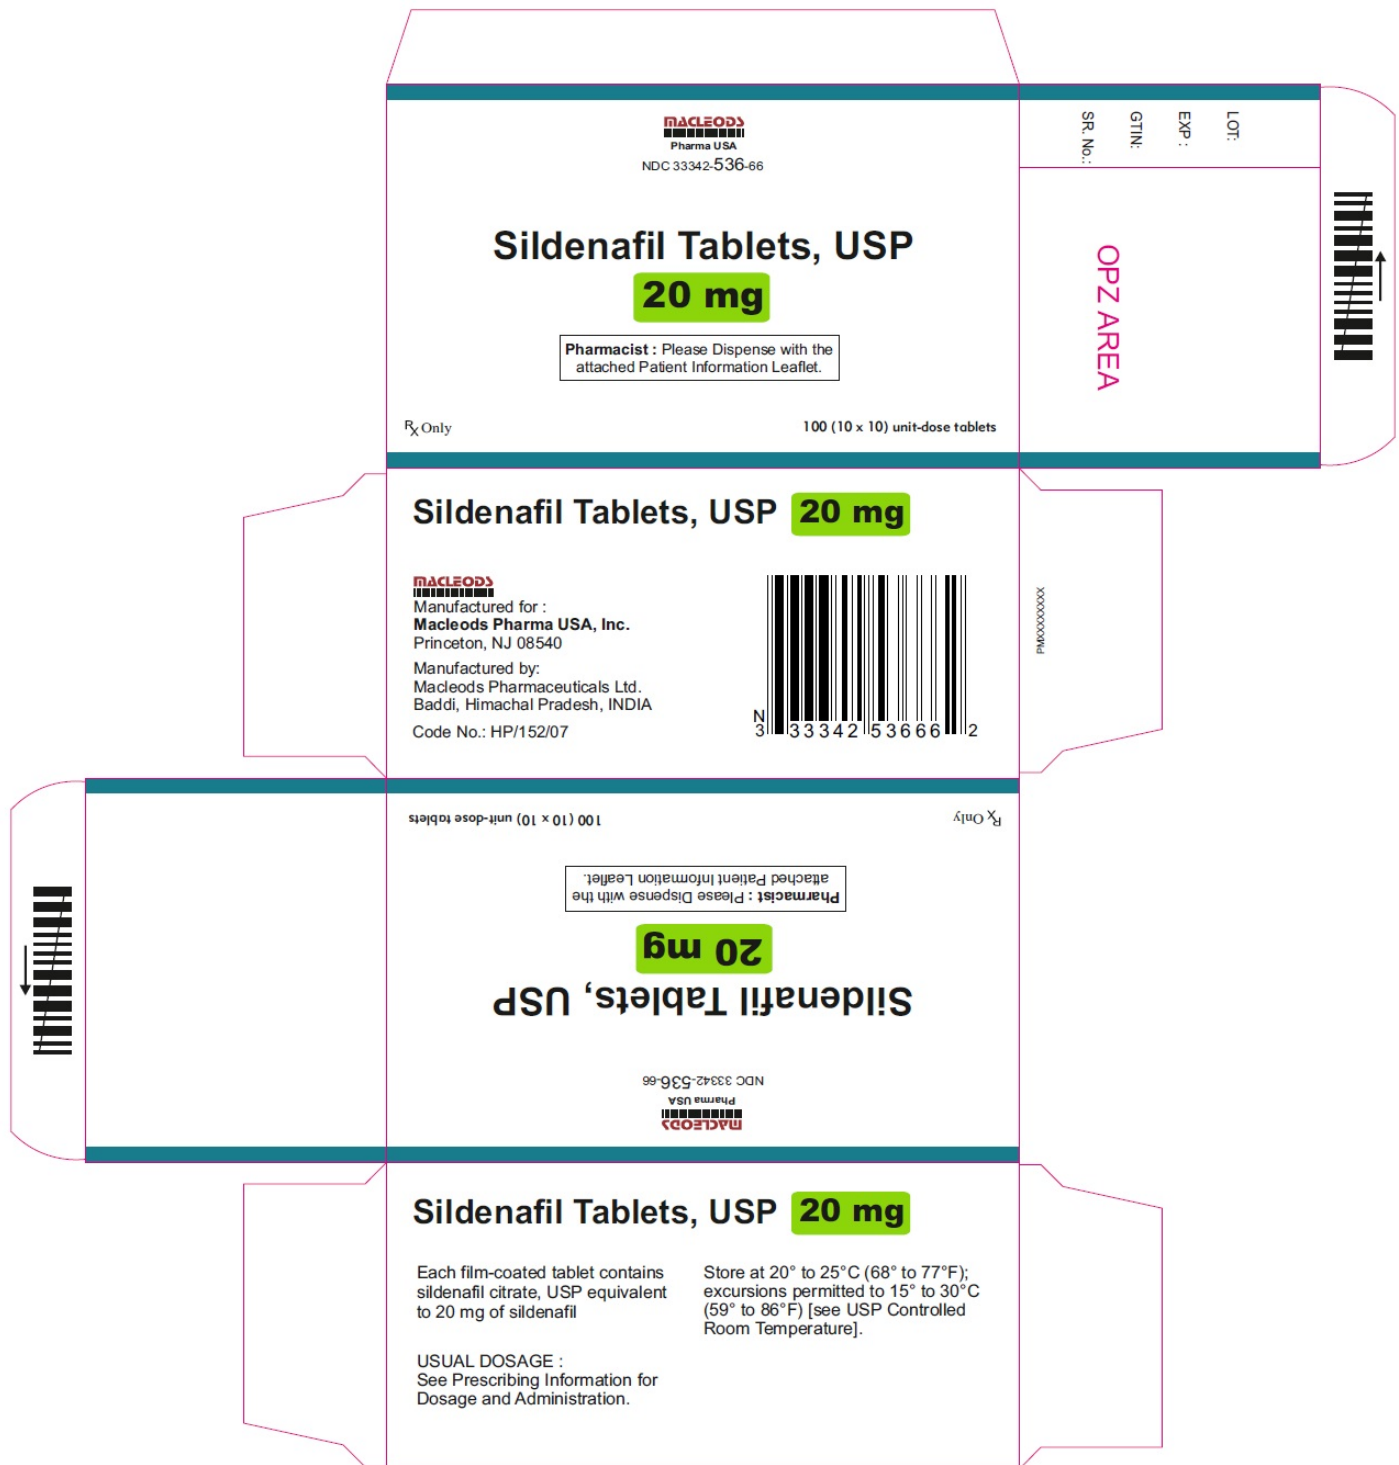 MACLEODS
Pharma USA
NDC 33342-536-66
Sildenafil Tablets, USP
20 mg
Pharmacist : Please Dispense with the
attached Patient Information Leaflet.
Rx Only
100 (10 x 10) unit-dose tablets
LOT:
EXP :
GTIN:
SR. No.:
OPZ AREA
Sildenafil Tablets, USP 20 mg
MACLEODS
Manufactured for :
Macleods Pharma USA, Inc.
Princeton, NJ 08540
Manufactured by:
Macleods Pharmaceuticals Ltd.
Baddi, Himachal Pradesh, INDIA
Code No.: HP/152/07
N
3 33342 53666 2
PMXXXXXXXX
MACLEODS
Pharma USA
NDC 33342-536-66
Sildenafil Tablets, USP
20 mg
Pharmacist : Please Dispense with the
attached Patient Information Leaflet.
Rx Only
100 (10 x 10) unit-dose tablets
Sildenafil Tablets, USP 20 mg
Each film-coated tablet contains
sildenafil citrate, USP equivalent
to 20 mg of sildenafil
USUAL DOSAGE :
See Prescribing Information for
Dosage and Administration.
Store at 20° to 25°C (68° to 77°F);
excursions permitted to 15° to 30°C
(59° to 86°F) [see USP Controlled
Room Temperature].